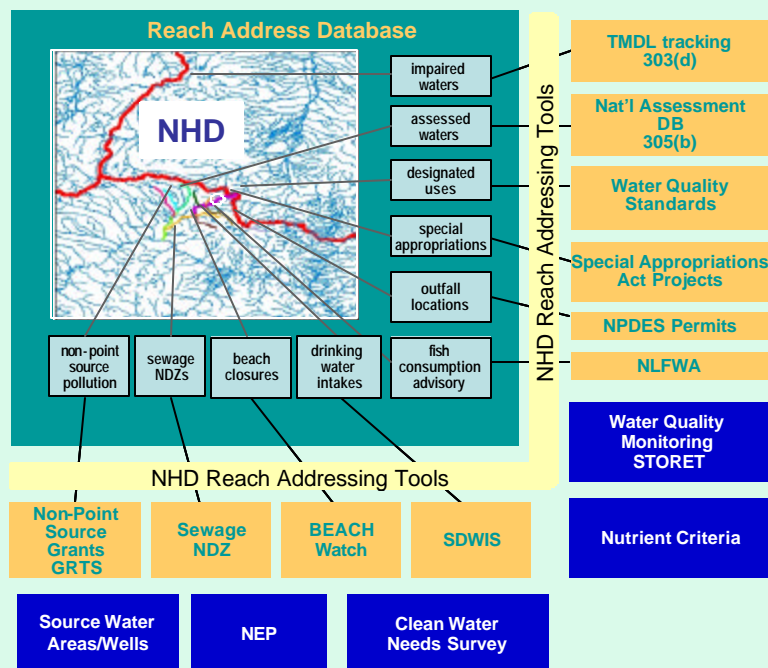 Reach Address Database
NHD
impaired
waters
assessed
waters
designated
uses
special
appropriations
outfall
locations
non-point
source
pollution
sewage
NDZs
beach
closures
drinking
water
intakes
fish
consumption
advisory
NHD Reach Addressing Tools
NHD Reach Addressing Tools
TMDL tracking
303(d)
Nat'l Assessment
DB
305(b)
Water Quality
Standards
Special Appropriations
Act Projects
NPDES Permits
NLFWA
Water Quality
Monitoring
STORET
Nutrient Criteria
Non-Point
Source
Grants
GRTS
Sewage
NDZ
BEACH
Watch
SDWIS
Source Water
Areas/Wells
NEP
Clean Water
Needs Survey